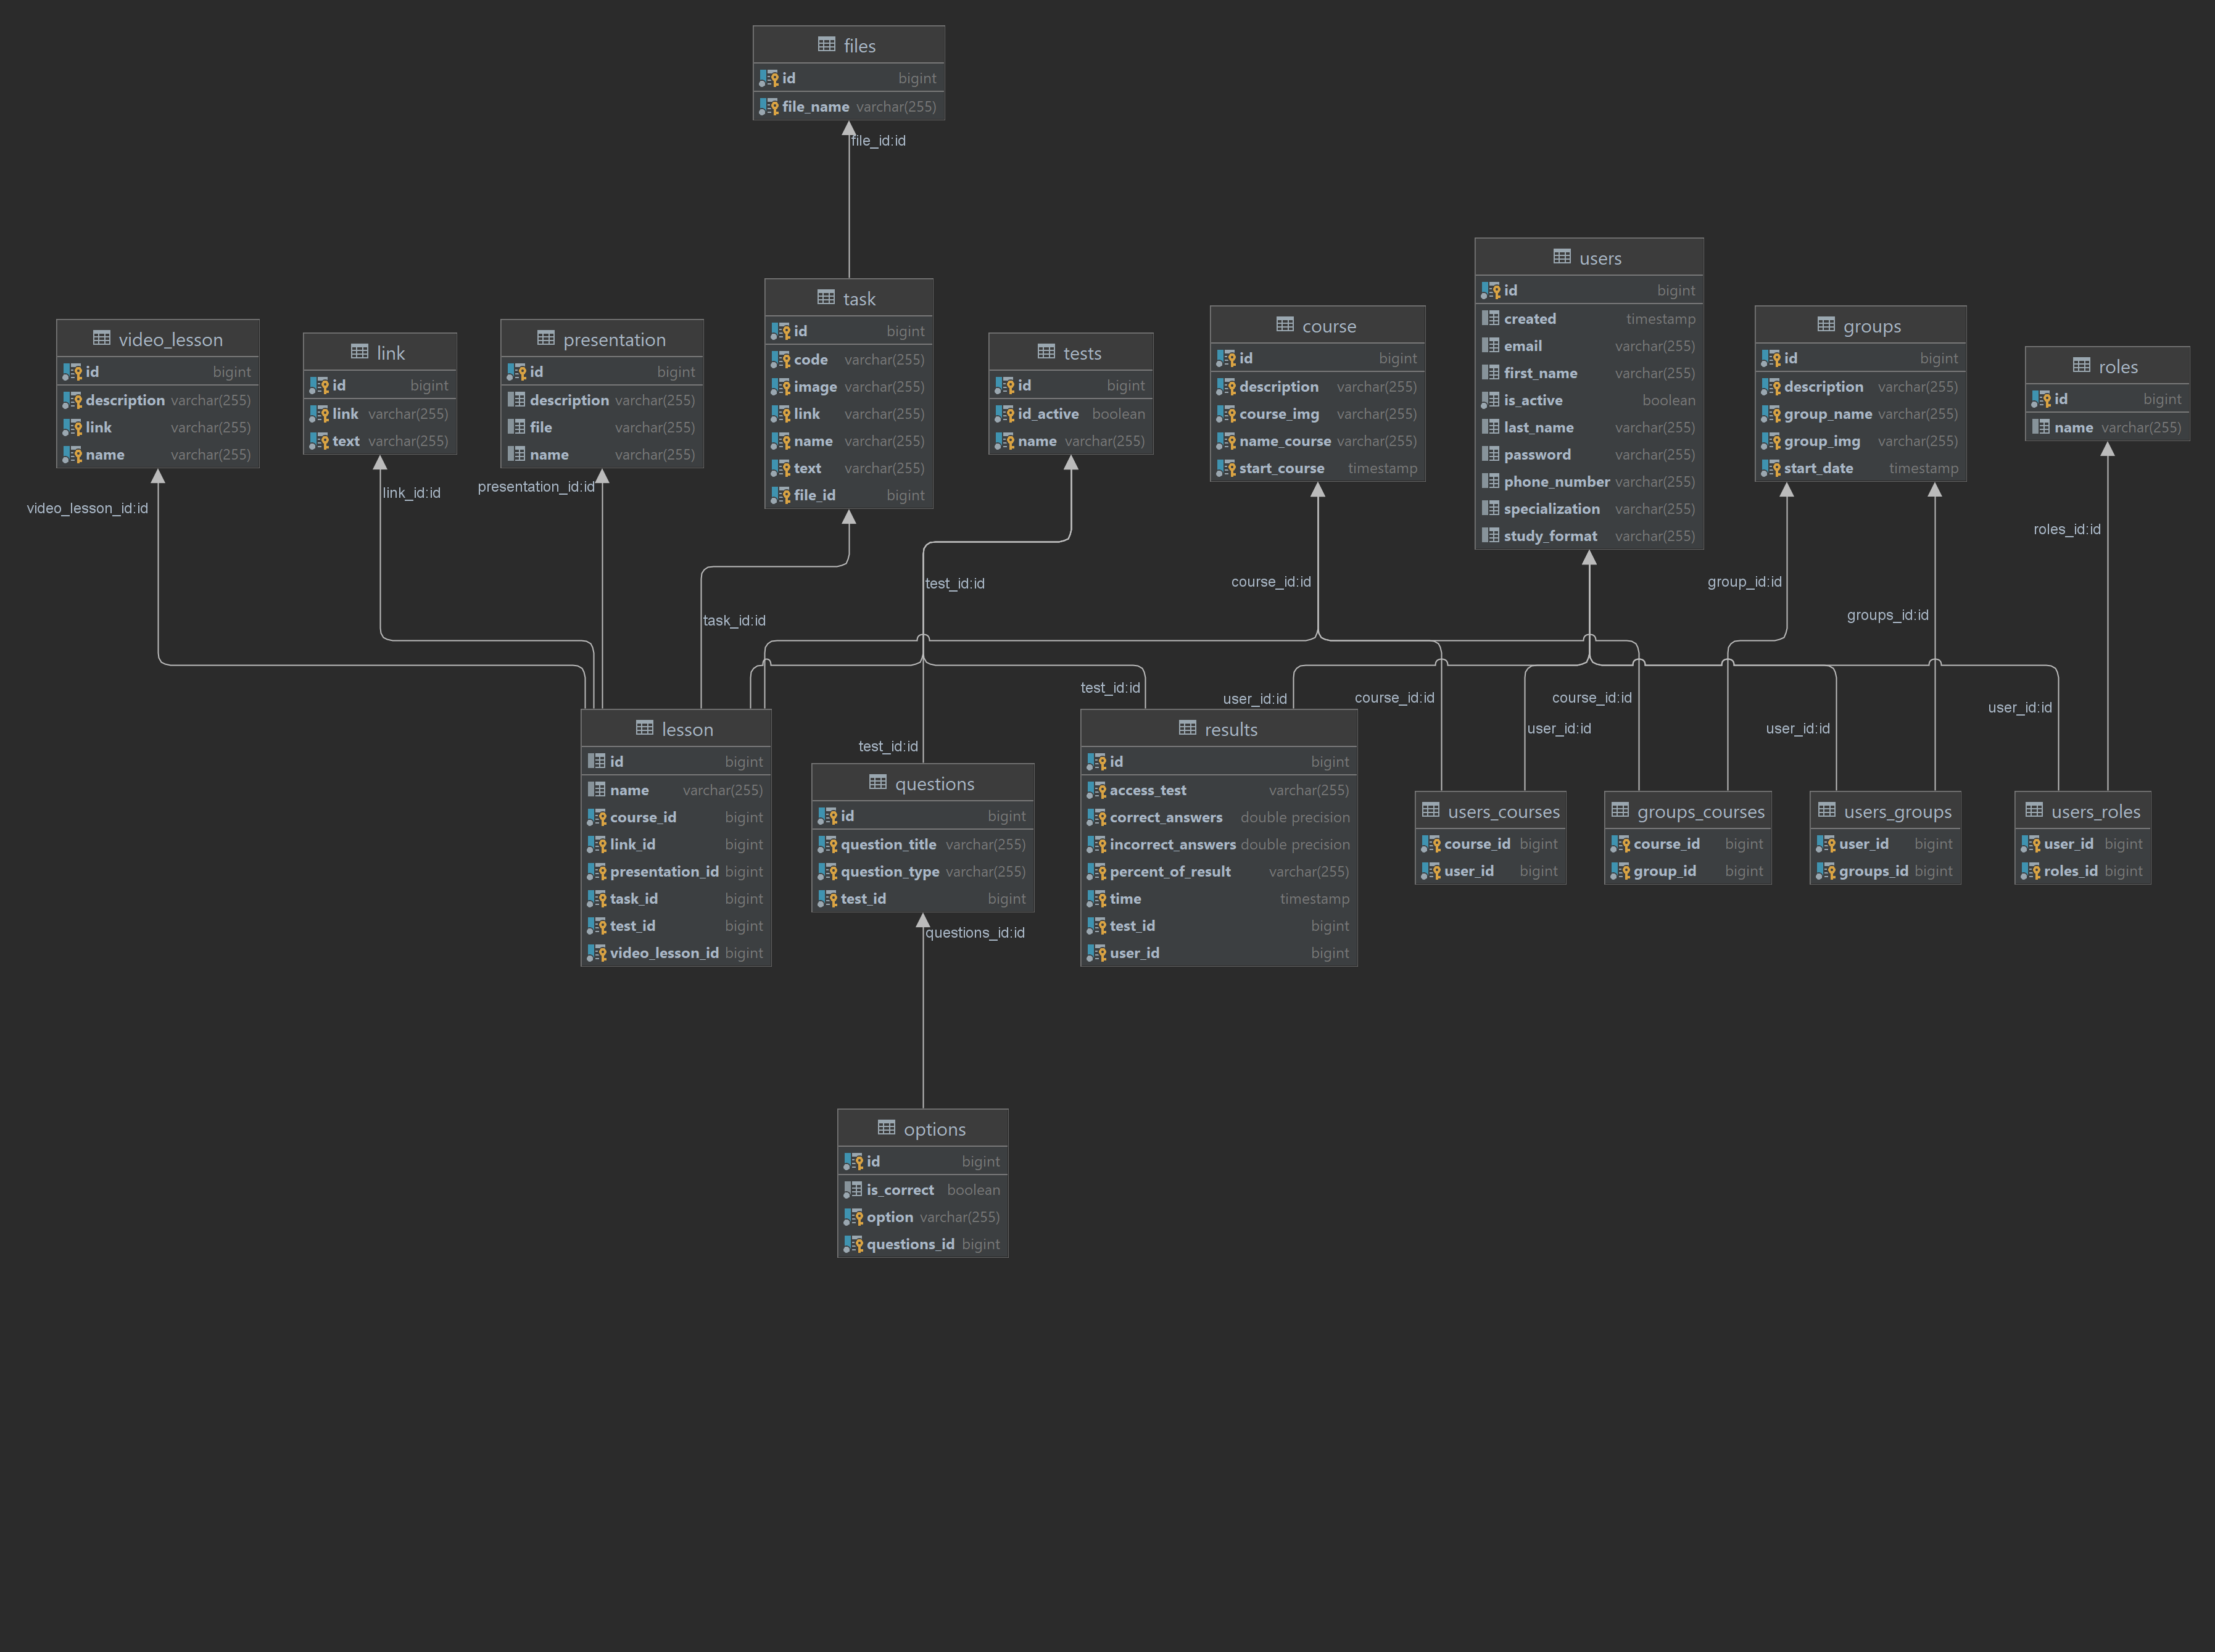 files
id bigint
file_name varchar(255)
file_id:id
video_lesson
id bigint
description varchar(255)
link varchar(255)
name varchar(255)
video_lesson_id:id
link
id bigint
link varchar(255)
text varchar(255)
link_id:id
presentation
id bigint
description varchar(255)
file varchar(255)
name varchar(255)
presentation_id:id
task
id bigint
code varchar(255)
image varchar(255)
link varchar(255)
name varchar(255)
text varchar(255)
file_id bigint
task_id:id
tests
id bigint
id_active boolean
name varchar(255)
test_id:id
course
id bigint
description varchar(255)
course_img varchar(255)
name_course varchar(255)
start_course timestamp
course_id:id
users
id bigint
created timestamp
email varchar(255)
first_name varchar(255)
is_active boolean
last_name varchar(255)
password varchar(255)
phone_number varchar(255)
specialization varchar(255)
study_format varchar(255)
groups
id bigint
description varchar(255)
group_name varchar(255)
group_img varchar(255)
start_date timestamp
group_id:id
groups_id:id
roles
id bigint
name varchar(255)
roles_id:id
test_id:id
user_id:id
course_id:id
user_id:id
course_id:id
user_id:id
user_id:id
test_id:id
lesson
id bigint
name varchar(255)
course_id bigint
link_id bigint
presentation_id bigint
task_id bigint
test_id bigint
video_lesson_id bigint
questions
id bigint
question_title varchar(255)
question_type varchar(255)
test_id bigint
questions_id:id
results
id bigint
access_test varchar(255)
correct_answers double precision
incorrect_answers double precision
percent_of_result varchar(255)
time timestamp
test_id bigint
user_id bigint
users_courses
course_id bigint
user_id bigint
groups_courses
course_id bigint
group_id bigint
users_groups
user_id bigint
groups_id bigint
users_roles
user_id bigint
roles_id bigint
options
id bigint
is_correct boolean
option varchar(255)
questions_id bigint